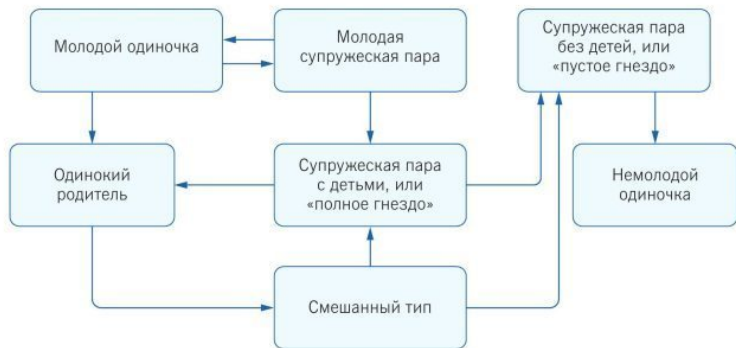 Молодой одиночка
Молодая
супружеская пара
Супружеская пара
без детей, или
«пустое гнездо»
Одинокий
родитель
Супружеская пара
с детьми, или
«полное гнездо»
Немолодой
одиночка
Смешанный тип